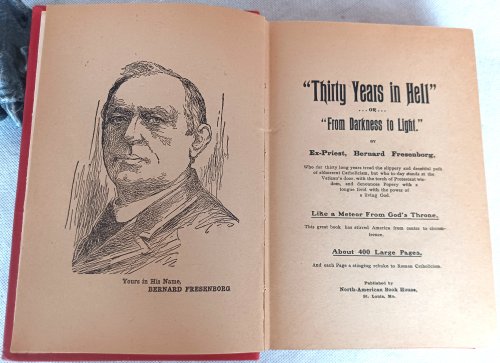 Yours in His Name,
BERNARD FRESENBORG
"Thirty Years in Hell"
... OR ...
"From Darkness to Light."
BY
Ex-Priest, Bernard Fresenborg,
Who for thirty long years trend the slippery and deceitful path
of abhorrent Catholicism, but who to-day stands at the
Vatican's door, with the torch of Protestant wis-
dom, and denounces Popery with a
tongue livid with the power of
a living God.
Like a Meteor From God's Throne.
This great book has stirred America from center to circum-
ference.
About 400 Large Pages.
And each Page a stinging rebuke to Roman Catholicism.
Published by
North-American Book House,
St. Louis, Mo.